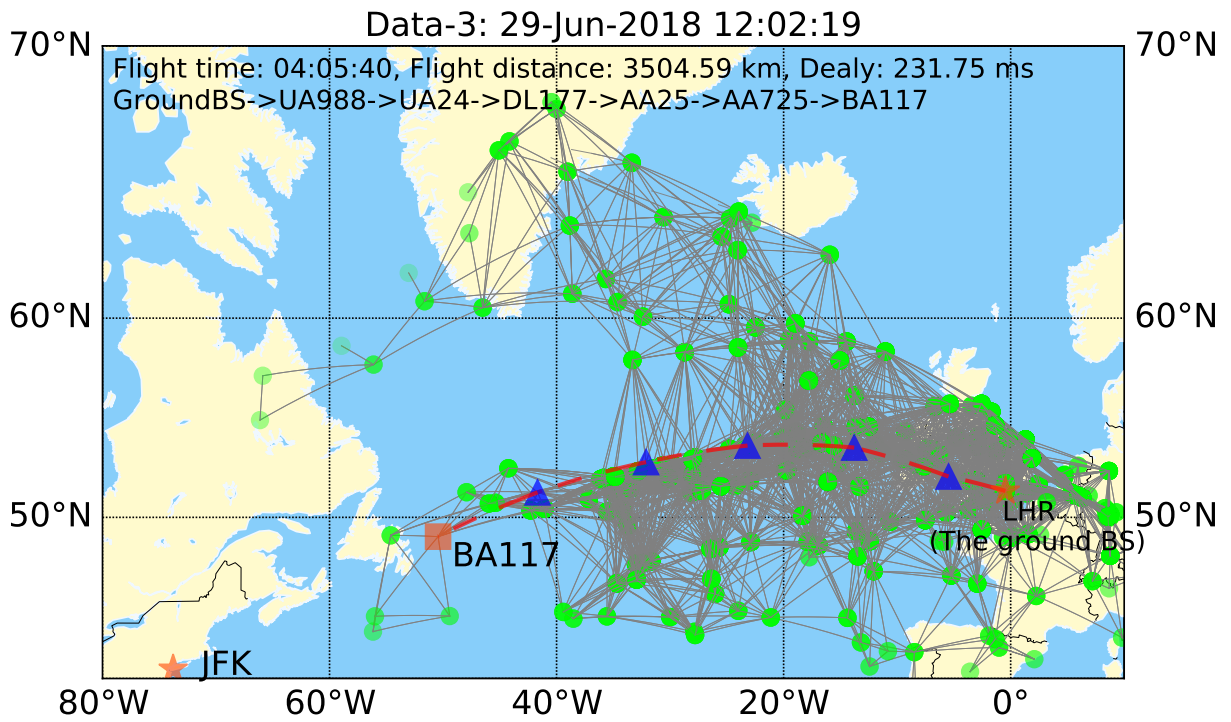 Data-3: 29-Jun-2018 12:02:19
70°N
70°N
Flight time: 04:05:40, Flight distance: 3504.59 km, Dealy: 231.75 ms
GroundBS->UA988->UA24->DL177->AA25->AA725->BA117
60°N
60°N
50°N
50°N
LHR
(The ground BS)
BA117
JFK
80°W
60°W
40°W
20°W
0°